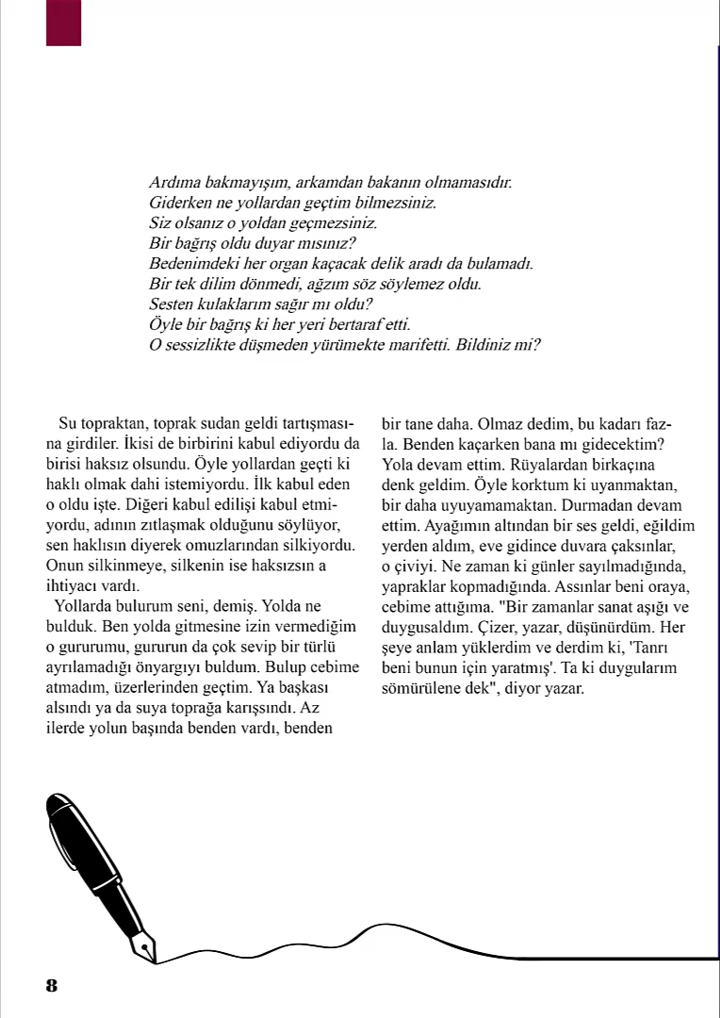 Ardıma bakmayışım, arkamdan bakanın olmamasıdır.
Giderken ne yollardan geçtim bilmezsiniz.
Siz olsanız o yoldan geçmezsiniz.
Bir bağrış oldu duyar mısınız?
Bedenimdeki her organ kaçacak delik aradı da bulamadı.
Bir tek dilim dönmedi, ağzım söz söylemez oldu.
Sesten kulaklarım sağır mı oldu?
Öyle bir bağrış ki her yeri bertaraf etti.
O sessizlikte düşmeden yürümekte marifetti. Bildiniz mi?
Su topraktan, toprak sudan geldi tartışması-
na girdiler. İkisi de birbirini kabul ediyordu da
birisi haksız olsundu. Öyle yollardan geçti ki
haklı olmak dahi istemiyordu. İlk kabul eden
o oldu işte. Diğeri kabul edilişi kabul etmi-
yordu, adının zıtlaşmak olduğunu söylüyor,
sen haklısın diyerek omuzlarından silkiyordu.
Onun silkinmeye, silkenin ise haksızsın a
ihtiyacı vardı.
Yollarda bulurum seni, demiş. Yolda ne
bulduk. Ben yolda gitmesine izin vermediğim
o gururumu, gururun da çok sevip bir türlü
ayrılamadığı önyargıyı buldum. Bulup cebime
atmadım, üzerlerinden geçtim. Ya başkası
alsındı ya da suya toprağa karışsındı. Az
ilerde yolun başında benden vardı, benden
bir tane daha. Olmaz dedim, bu kadarı faz-
la. Benden kaçarken bana mı gidecektim?
Yola devam ettim. Rüyalardan birkaçına
denk geldim. Öyle korktum ki uyanmaktan,
bir daha uyuyamamaktan. Durmadan devam
ettim. Ayağımın altından bir ses geldi, eğildim
yerden aldım, eve gidince duvara çaksınlar,
o çiviyi. Ne zaman ki günler sayılmadığında,
yapraklar kopmadığında. Assınlar beni oraya,
cebime attığıma. "Bir zamanlar sanat aşığı ve
duygusaldım. Çizer, yazar, düşünürdüm. Her
şeye anlam yüklerdim ve derdim ki, 'Tanrı
beni bunun için yaratmış'. Ta ki duygularım
sömürülene dek", diyor yazar.
8